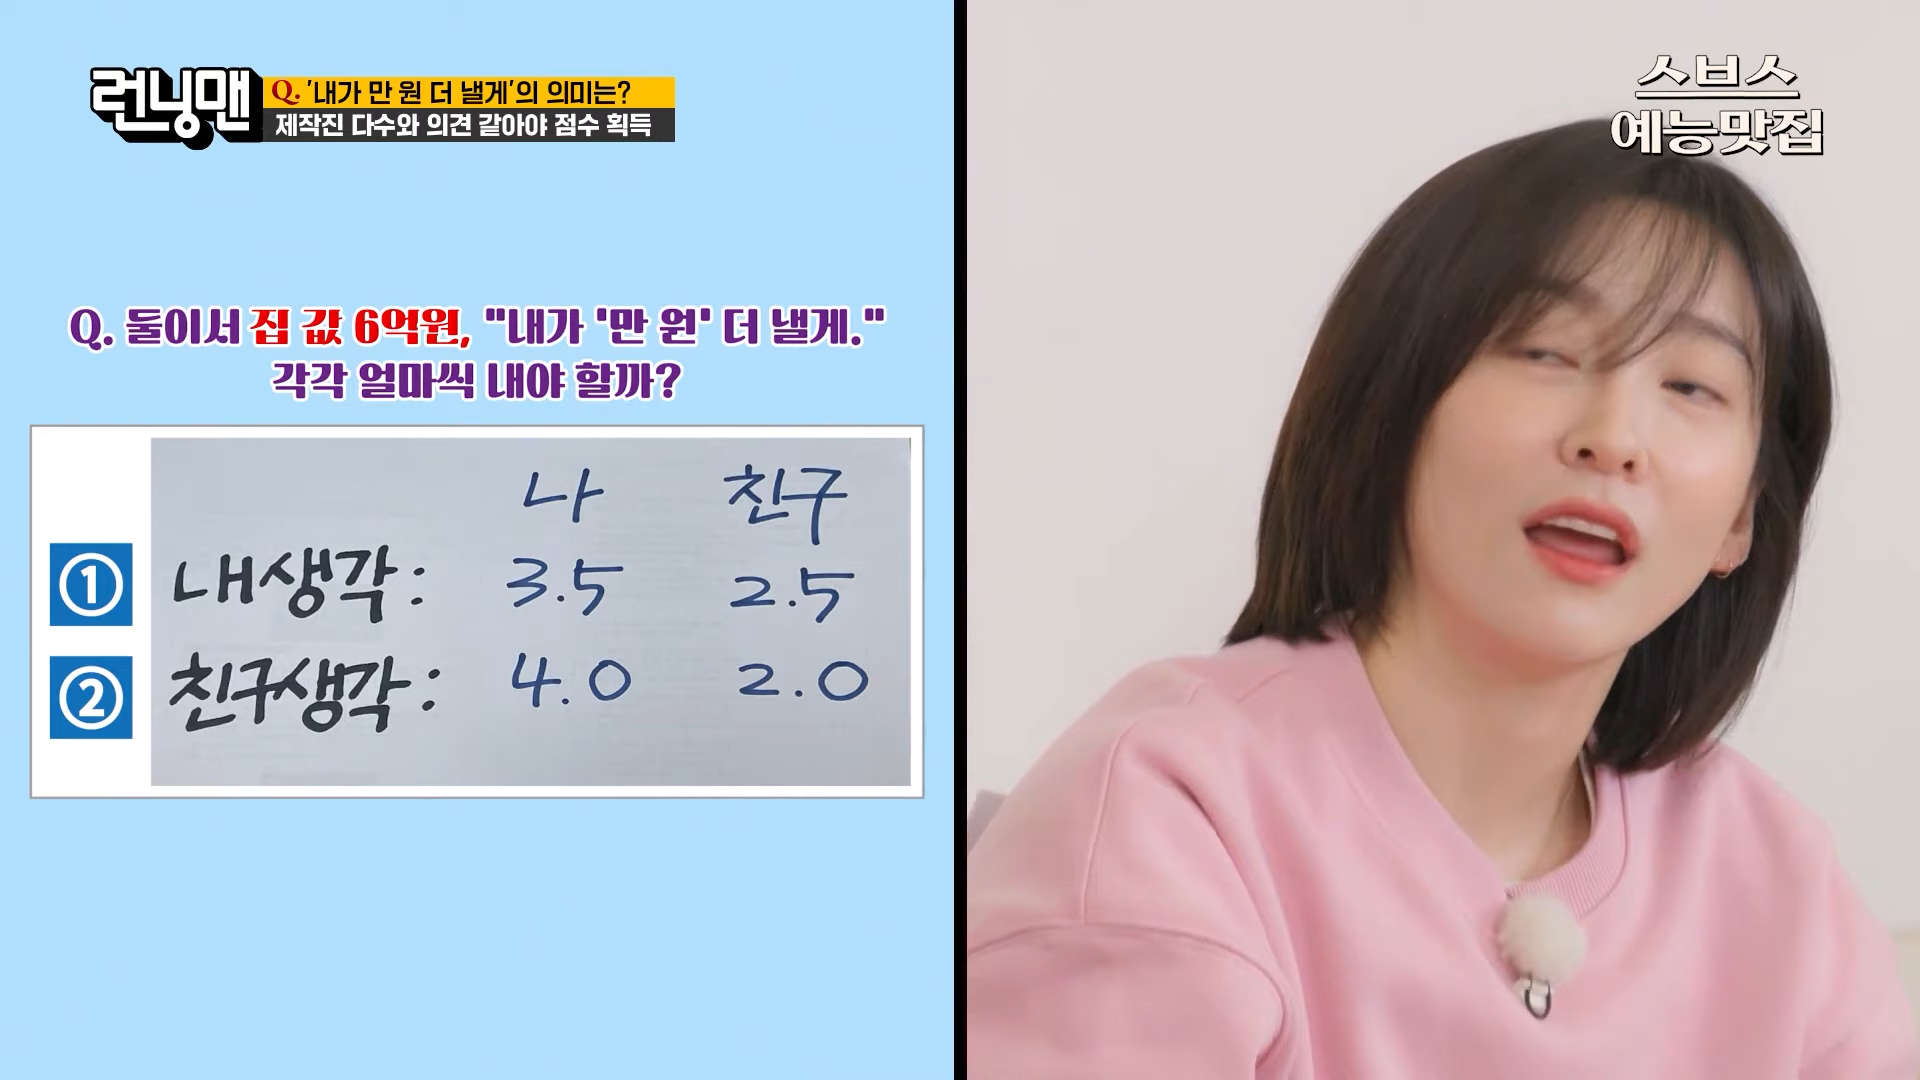 런닝맨
Q. '내가 만 원 더 낼게'의 의미는?
제작진 다수와 의견 같아야 점수 획득
스브스
예능맛집
Q. 둘이서 집 값 6억원, "내가 '만 원' 더 낼게."
각각 얼마씩 내야 할까?
나 친구
① 내생각: 3.5 2.5
② 친구생각: 4.0 2.0